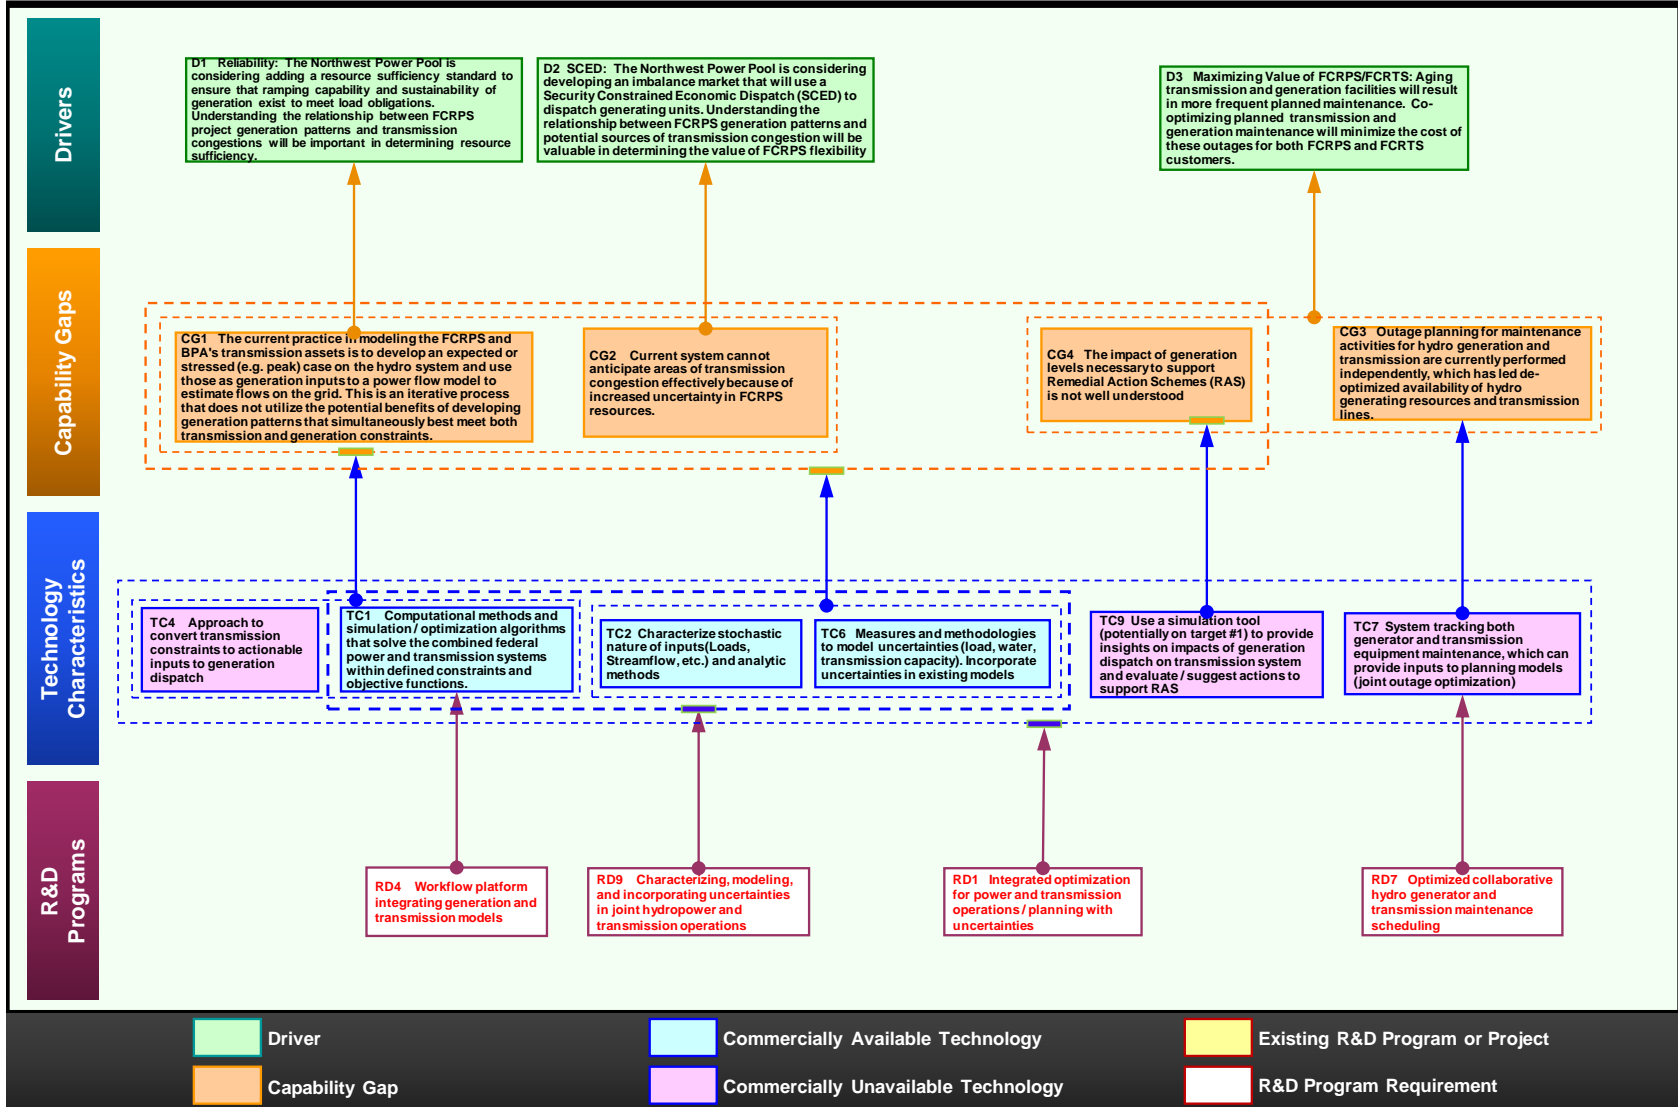 Drivers
D1 Reliability: The Northwest Power Pool is
considering adding a resource sufficiency standard to
ensure that ramping capability and sustainability of
generation exist to meet load obligations.
Understanding the relationship between FCRPS
project generation patterns and transmission
congestions will be important in determining resource
sufficiency.
D2 SCED: The Northwest Power Pool is considering
developing an imbalance market that will use a
Security Constrained Economic Dispatch (SCED) to
dispatch generating units. Understanding the
relationship between FCRPS generation patterns and
potential sources of transmission congestion will be
valuable in determining the value of FCRPS flexibility
D3 Maximizing Value of FCRPS/FCRTS: Aging
transmission and generation facilities will result
in more frequent planned maintenance. Co-
optimizing planned transmission and
generation maintenance will minimize the cost of
these outages for both FCRPS and FCRTS
customers.
Capability Gaps
CG1 The current practice in modeling the FCRPS and
BPA's transmission assets is to develop an expected or
stressed (e.g. peak) case on the hydro system and use
those as generation inputs to a power flow model to
estimate flows on the grid. This is an iterative process
that does not utilize the potential benefits of developing
generation patterns that simultaneously best meet both
transmission and generation constraints.
CG2 Current system cannot
anticipate areas of transmission
congestion effectively because of
increased uncertainty in FCRPS
resources.
CG4 The impact of generation
levels necessary to support
Remedial Action Schemes (RAS)
is not well understood
CG3 Outage planning for maintenance
activities for hydro generation and
transmission are currently performed
independently, which has led de-
optimized availability of hydro
generating resources and transmission
lines.
Technology
Characteristics
TC4 Approach to
convert transmission
constraints to actionable
inputs to generation
dispatch
TC1 Computational methods and
simulation / optimization algorithms
that solve the combined federal
power and transmission systems
within defined constraints and
objective functions.
TC2 Characterize stochastic
nature of inputs(Loads,
Streamflow, etc.) and analytic
methods
TC6 Measures and methodologies
to model uncertainties (load, water,
transmission capacity). Incorporate
uncertainties in existing models
TC9 Use a simulation tool
(potentially on target #1) to provide
insights on impacts of generation
dispatch on transmission system
and evaluate / suggest actions to
support RAS
TC7 System tracking both
generator and transmission
equipment maintenance, which can
provide inputs to planning models
(joint outage optimization)
R&D
Programs
RD4 Workflow platform
integrating generation and
transmission models
RD9 Characterizing, modeling,
and incorporating uncertainties
in joint hydropower and
transmission operations
RD1 Integrated optimization
for power and transmission
operations / planning with
uncertainties
RD7 Optimized collaborative
hydro generator and
transmission maintenance
scheduling
Driver
Commercially Available Technology
Existing R&D Program or Project
Capability Gap
Commercially Unavailable Technology
R&D Program Requirement